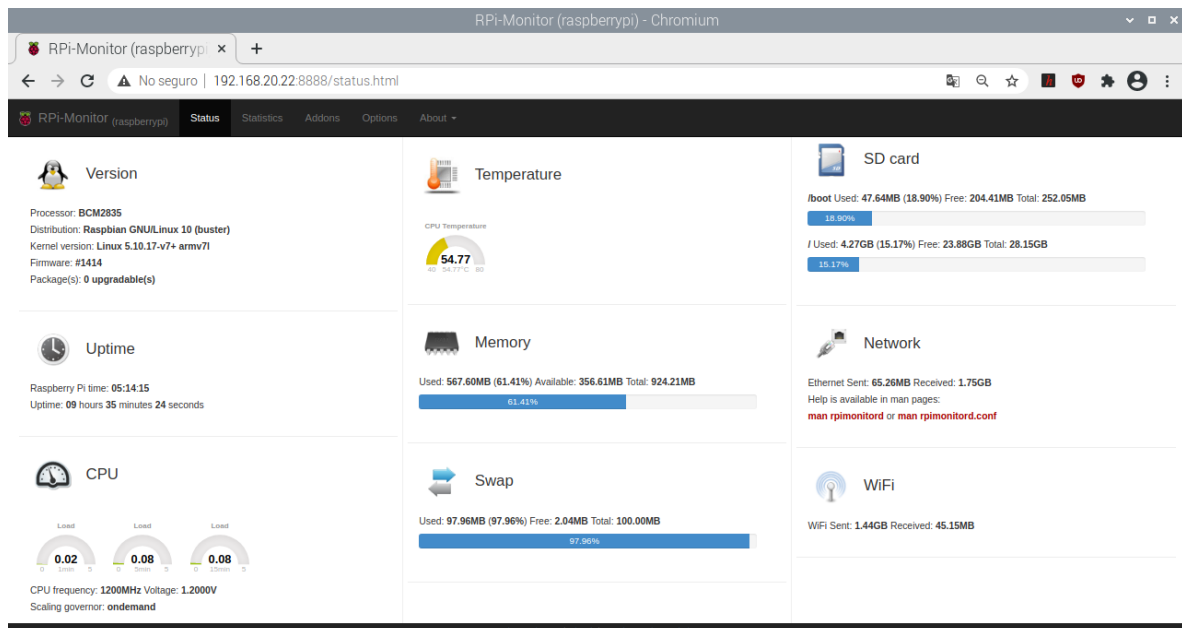 RPi-Monitor (raspberrypi) - Chromium
RPi-Monitor (raspberrypi
No seguro | 192.168.20.22:8888/status.html
RPi-Monitor (raspberrypi) Status Statistics Addons Options About
Version
Processor: BCM2835
Distribution: Raspbian GNU/Linux 10 (buster)
Kernel version: Linux 5.10.17-v7+ armv7l
Firmware: #1414
Package(s): 0 upgradable(s)
Uptime
Raspberry Pi time: 05:14:15
Uptime: 09 hours 35 minutes 24 seconds
CPU
Load Load Load
0.02 0.08 0.08
0 1min 5 0 5min 5 0 15min 5
CPU frequency: 1200MHz Voltage: 1.2000V
Scaling governor: ondemand
Temperature
CPU Temperature
54.77
40 54.77°C 80
Memory
Used: 567.60MB (61.41%) Available: 356.61MB Total: 924.21MB
61.41%
Swap
Used: 97.96MB (97.96%) Free: 2.04MB Total: 100.00MB
97.96%
SD card
/boot Used: 47.64MB (18.90%) Free: 204.41MB Total: 252.05MB
18.90%
/ Used: 4.27GB (15.17%) Free: 23.88GB Total: 28.15GB
15.17%
Network
Ethernet Sent: 65.26MB Received: 1.75GB
Help is available in man pages:
man rpimonitord or man rpimonitord.conf
WiFi
WiFi Sent: 1.44GB Received: 45.15MB